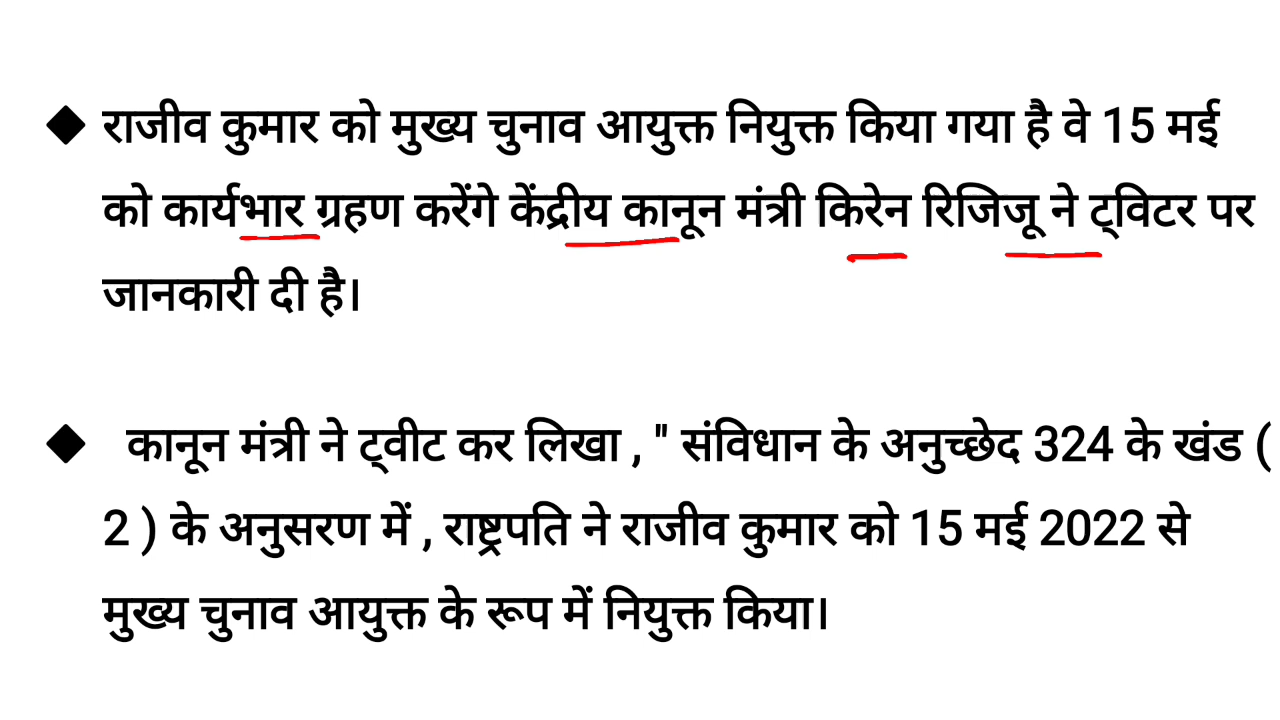 ◆ राजीव कुमार को मुख्य चुनाव आयुक्त नियुक्त किया गया है वे 15 मई
को कार्यभार ग्रहण करेंगे केंद्रीय कानून मंत्री किरेन रिजिजू ने ट्विटर पर
जानकारी दी है।
◆ कानून मंत्री ने ट्वीट कर लिखा , " संविधान के अनुच्छेद 324 के खंड (
2 ) के अनुसरण में , राष्ट्रपति ने राजीव कुमार को 15 मई 2022 से
मुख्य चुनाव आयुक्त के रूप में नियुक्त किया।